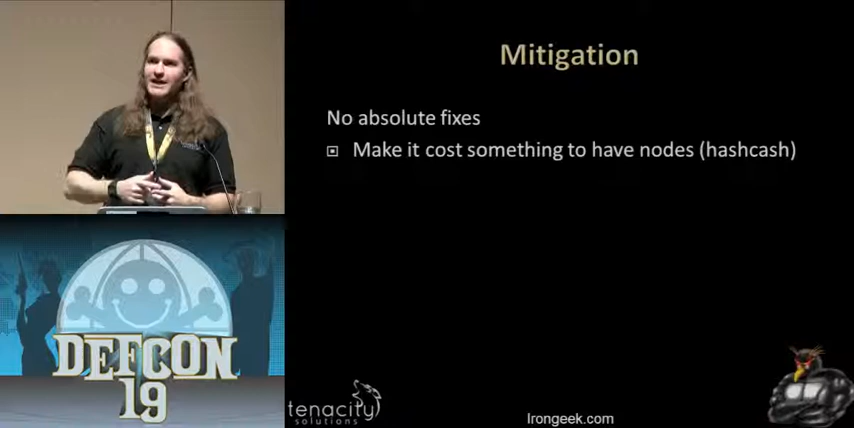 Mitigation
No absolute fixes
Make it cost something to have nodes (hashcash)
DEFCON
19
tenacity
solutions
Irongeek.com